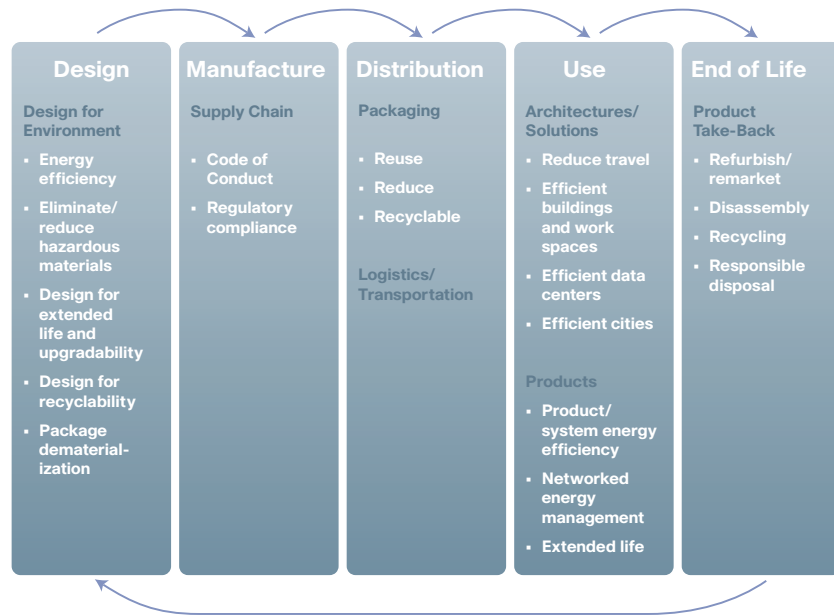 Design
Design for
Environment
▪ Energy
efficiency
▪ Eliminate/
reduce
hazardous
materials
▪ Design for
extended
life and
upgradability
▪ Design for
recyclability
▪ Package
dematerial-
ization
Manufacture
Supply Chain
▪ Code of
Conduct
▪ Regulatory
compliance
Distribution
Packaging
▪ Reuse
▪ Reduce
▪ Recyclable
Logistics/
Transportation
Use
Architectures/
Solutions
▪ Reduce travel
▪ Efficient
buildings
and work
spaces
▪ Efficient data
centers
▪ Efficient cities
Products
▪ Product/
system energy
efficiency
▪ Networked
energy
management
▪ Extended life
End of Life
Product
Take-Back
▪ Refurbish/
remarket
▪ Disassembly
▪ Recycling
▪ Responsible
disposal